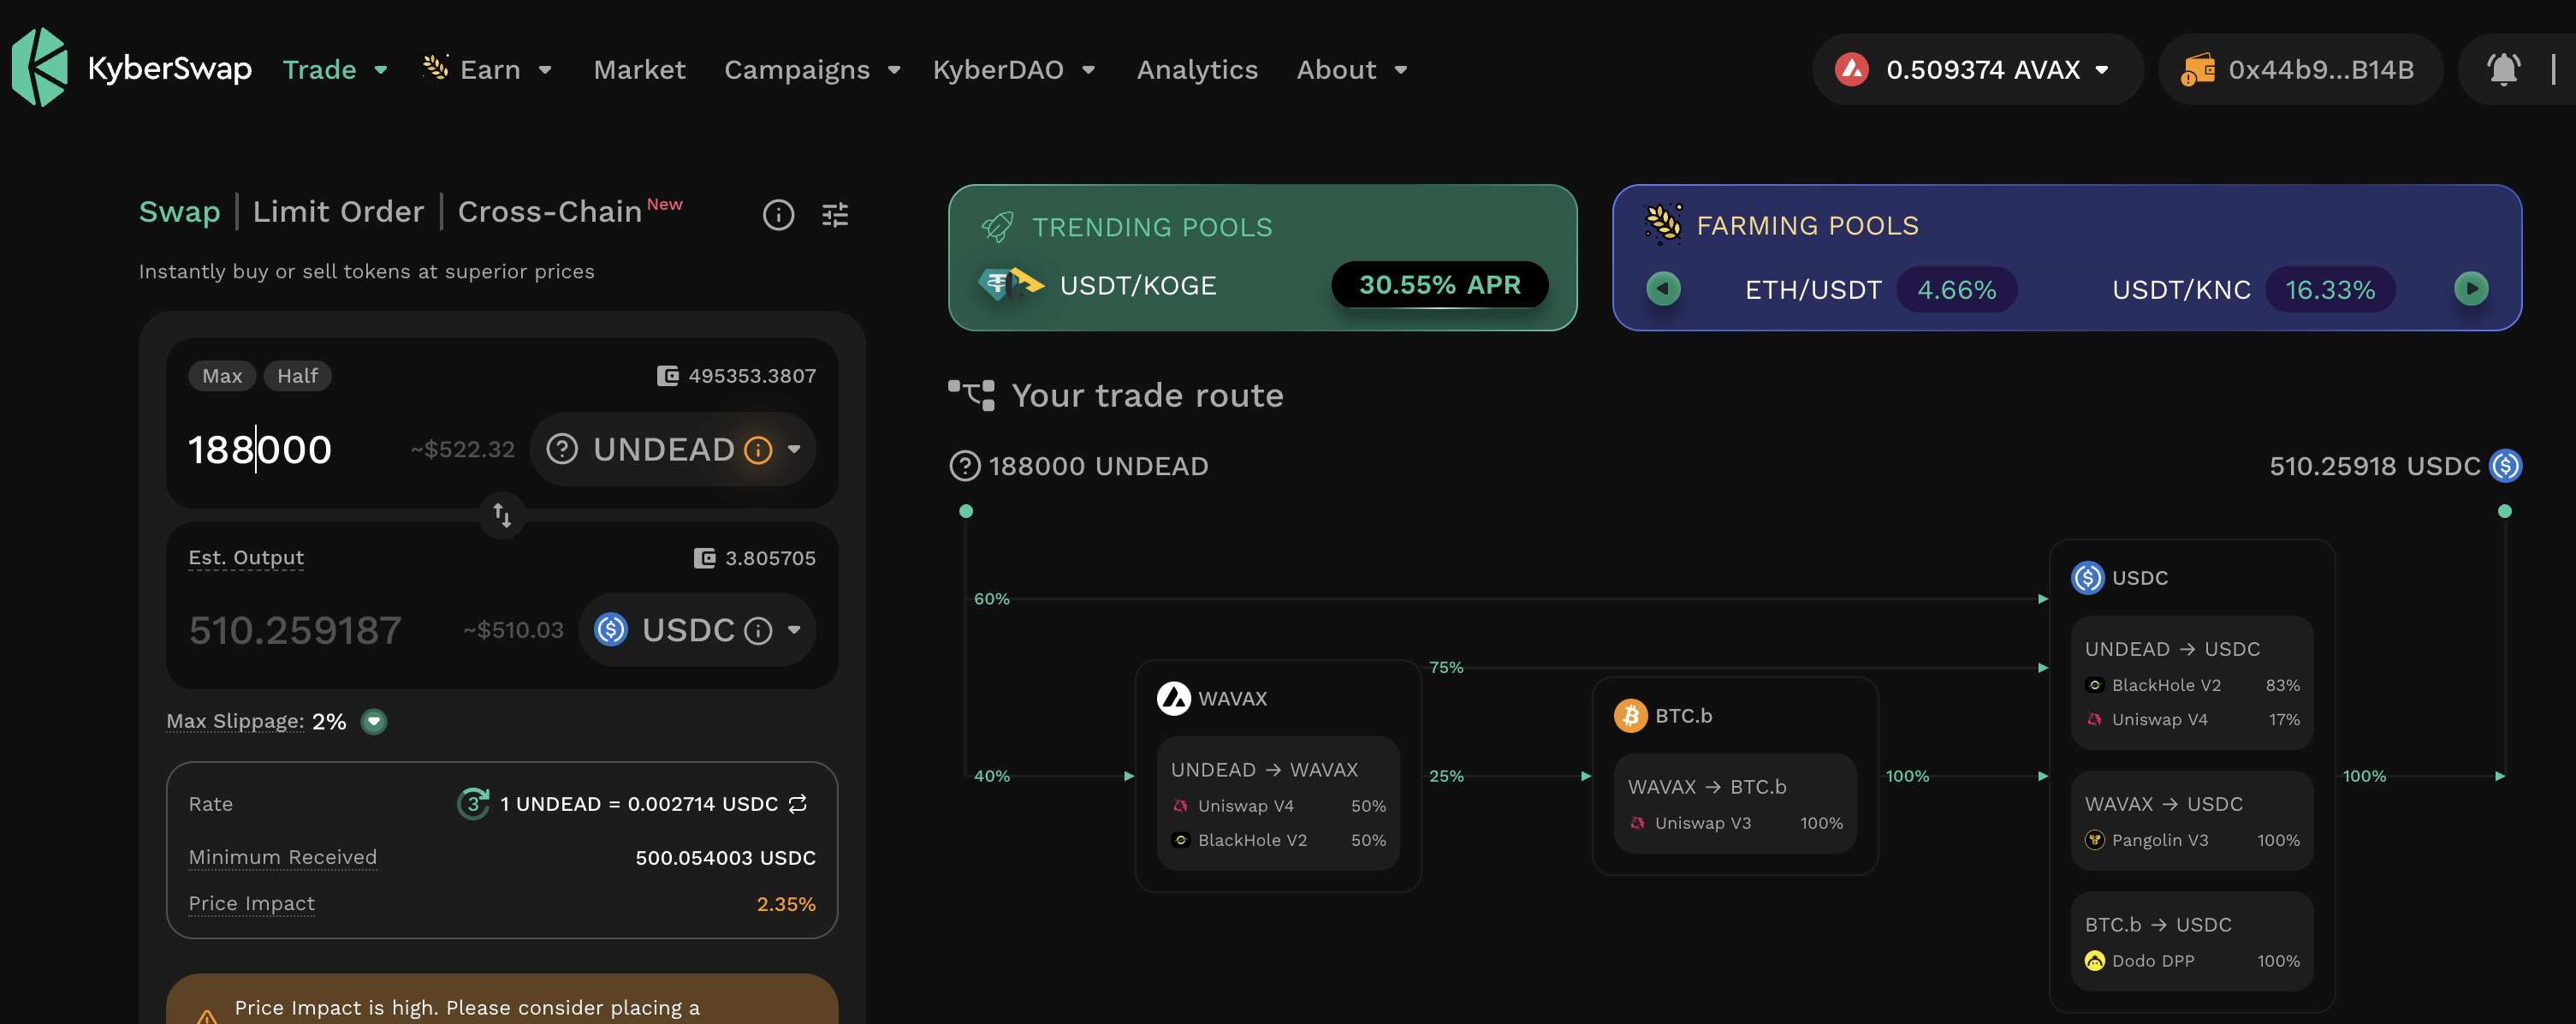 KyberSwap Trade Earn Market Campaigns KyberDAO Analytics About 0.509374 AVAX 0x44b9...B14B
Swap | Limit Order | Cross-Chain New
Instantly buy or sell tokens at superior prices
Max Half 495353.3807
188000 ~$522.32 UNDEAD
Est. Output 3.805705
510.259187 ~$510.03 USDC
Max Slippage: 2%
3
Rate 1 UNDEAD = 0.002714 USDC
Minimum Received 500.054003 USDC
Price Impact 2.35%
Price Impact is high. Please consider placing a
TRENDING POOLS
USDT/KOGE 30.55% APR
FARMING POOLS
ETH/USDT 4.66% USDT/KNC 16.33%
Your trade route
188000 UNDEAD 510.25918 USDC
60%
40%
WAVAX
UNDEAD → WAVAX
Uniswap V4 50%
BlackHole V2 50%
75%
25%
BTC.b
WAVAX → BTC.b
Uniswap V3 100%
100%
USDC
UNDEAD → USDC
BlackHole V2 83%
Uniswap V4 17%
WAVAX → USDC
Pangolin V3 100%
BTC.b → USDC
Dodo DPP 100%
100%